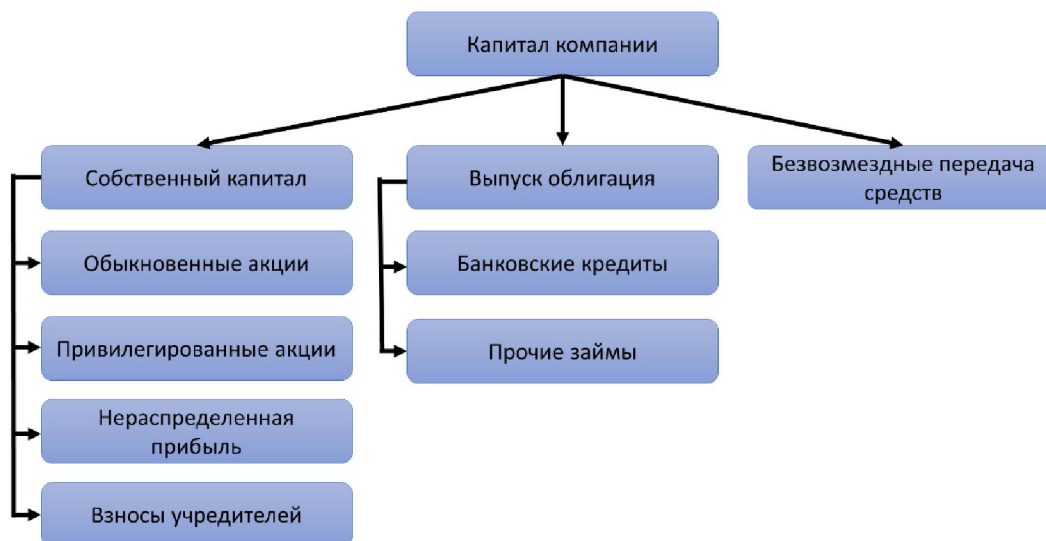 Капитал компании
Собственный капитал
Выпуск облигация
Безвозмездные передача
средств
Обыкновенные акции
Банковские кредиты
Привилегированные акции
Прочие займы
Нераспределенная
прибыль
Взносы учредителей